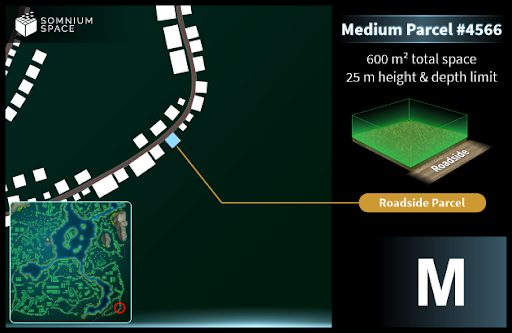 SOMNIUM
SPACE
Medium Parcel #4566
600 m² total space
25 m height & depth limit
Roadside
Roadside Parcel
M